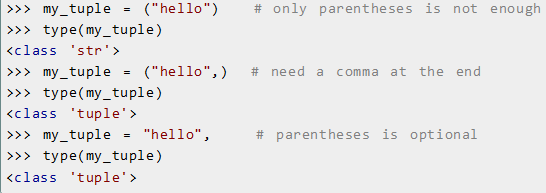 >>> my_tuple = ("hello")   # only parentheses is not enough
>>> type(my_tuple)
<class 'str'>
>>> my_tuple = ("hello",)  # need a comma at the end
>>> type(my_tuple)
<class 'tuple'>
>>> my_tuple = "hello",    # parentheses is optional
>>> type(my_tuple)
<class 'tuple'>